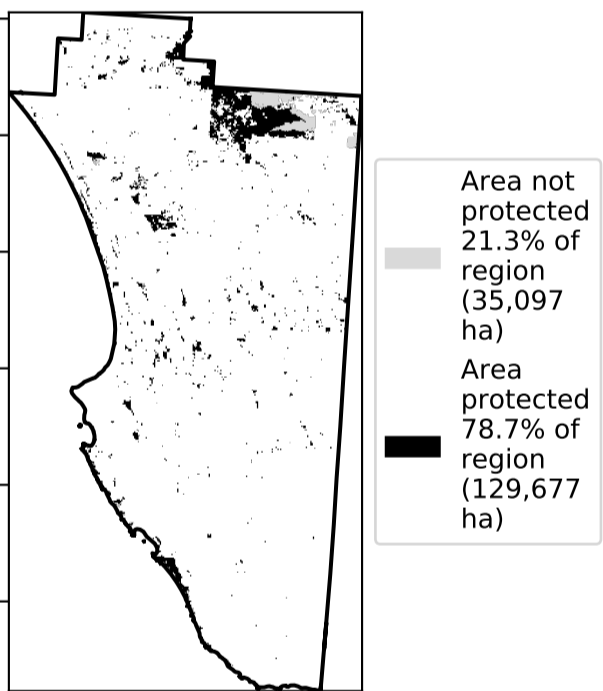 Area not
protected
21.3% of
region
(35,097
ha)
Area
protected
78.7% of
region
(129,677
ha)